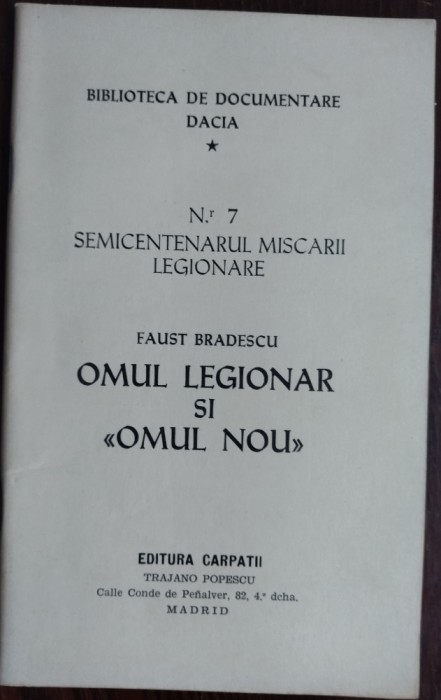 BIBLIOTECA DE DOCUMENTARE
DACIA
★
N.r 7
SEMICENTENARUL MISCARII
LEGIONARE
FAUST BRADESCU
OMUL LEGIONAR
SI
«OMUL NOU»
EDITURA CARPATII
TRAJANO POPESCU
Calle Conde de Peñalver, 82, 4.º dcha.
MADRID